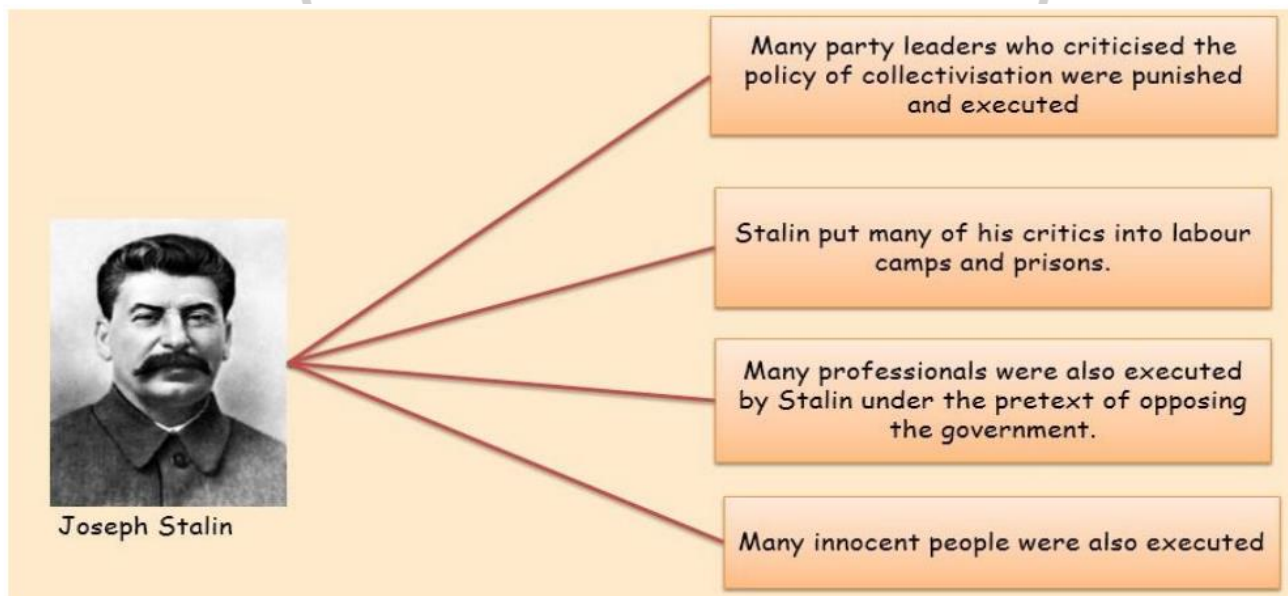 Many party leaders who criticised the
policy of collectivisation were punished
and executed
Stalin put many of his critics into labour
camps and prisons.
Many professionals were also executed
by Stalin under the pretext of opposing
the government.
Many innocent people were also executed
Joseph Stalin